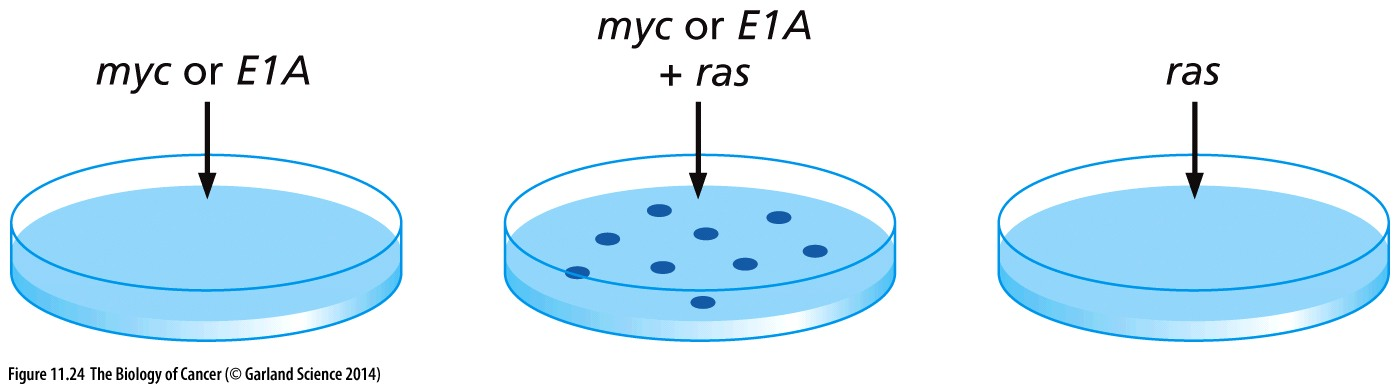 myc or E1A
myc or E1A
+ ras
ras
Figure 11.24 The Biology of Cancer (© Garland Science 2014)